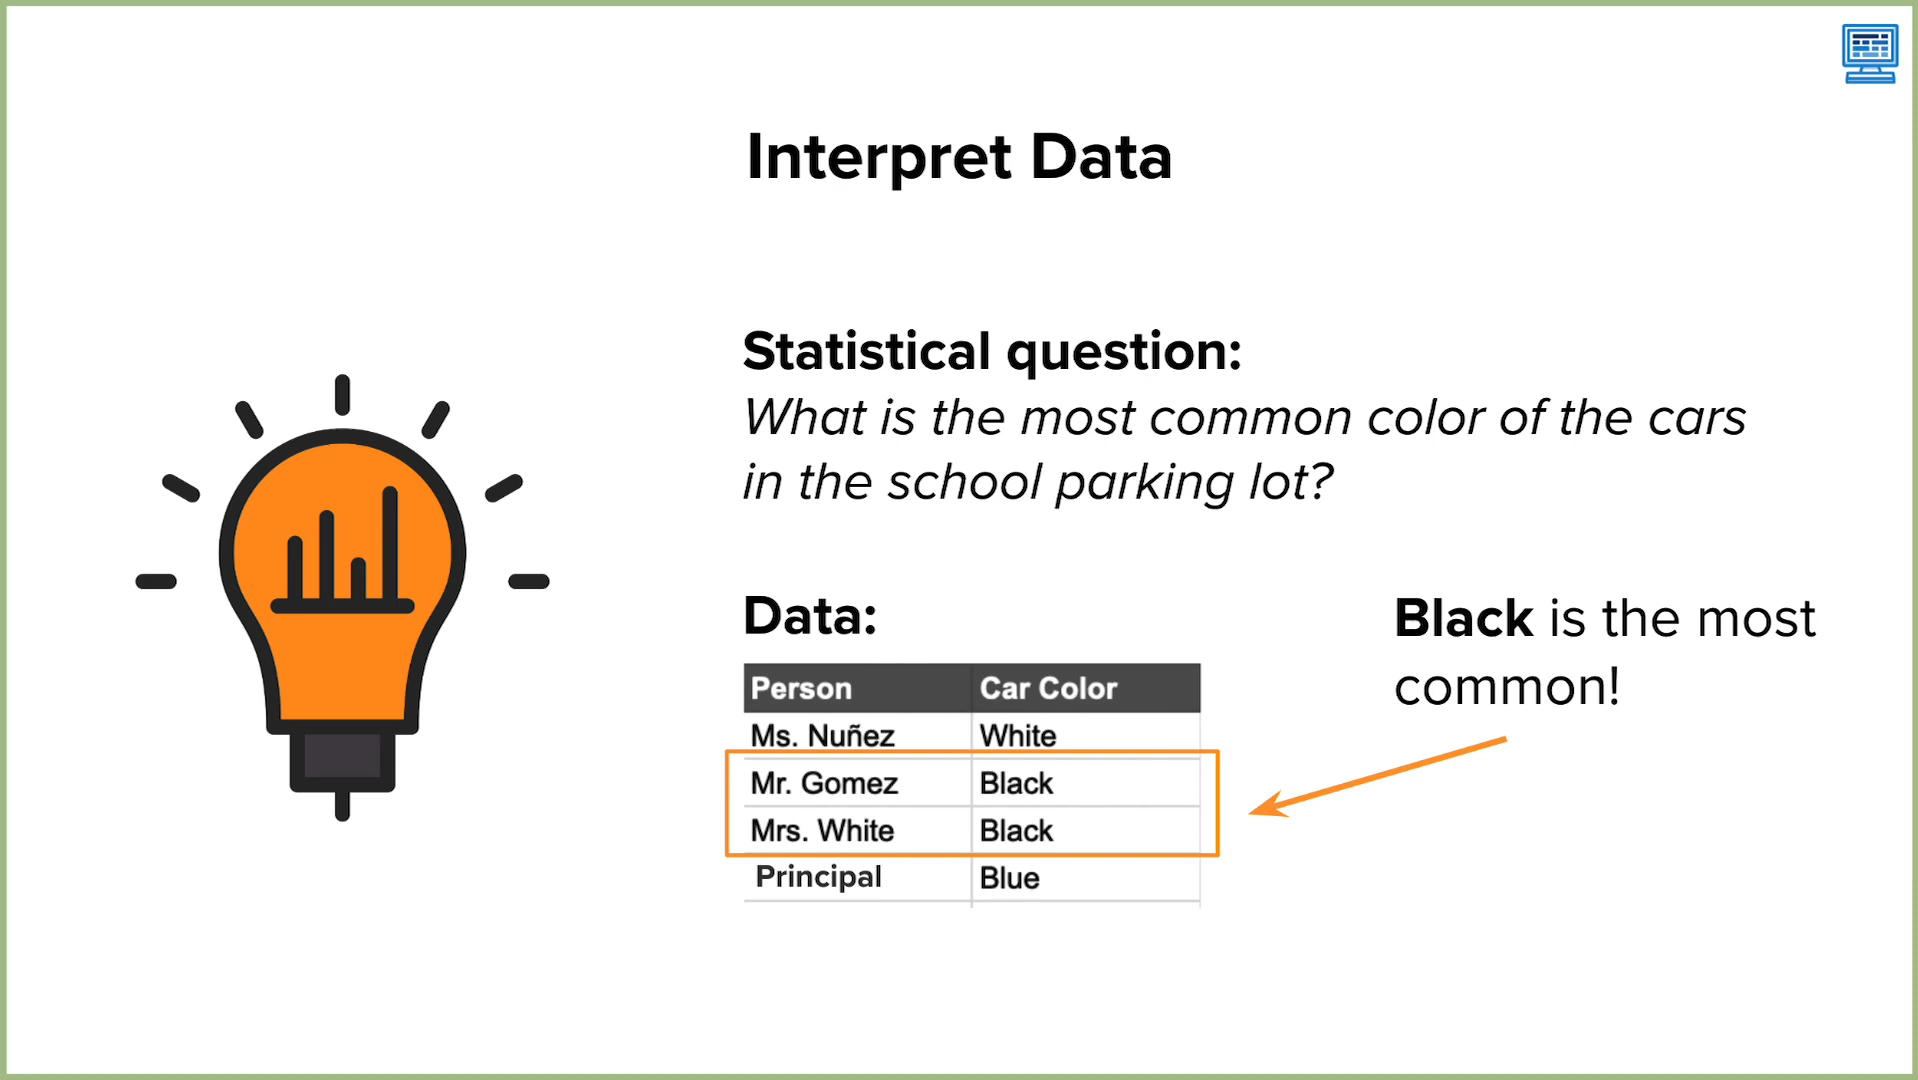 Interpret Data
Statistical question:
What is the most common color of the cars
in the school parking lot?
Data:
Person Car Color
Ms. Nuñez White
Mr. Gomez Black
Mrs. White Black
Principal Blue
Black is the most
common!